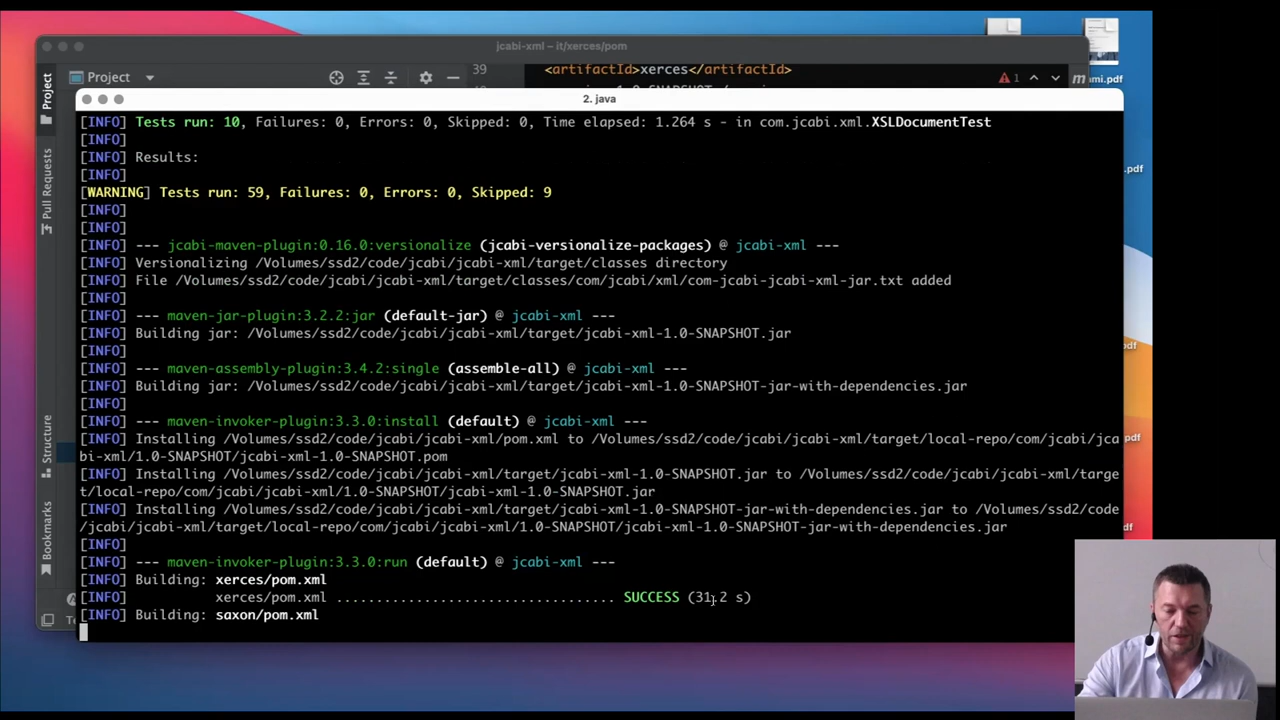 jcabi-xml – it/xerces/pom
Project
39
<artifactId>xerces</artifactId>
1
mi.pdf
2. java
[INFO] Tests run: 10, Failures: 0, Errors: 0, Skipped: 0, Time elapsed: 1.264 s - in com.jcabi.xml.XSLDocumentTest
[INFO]
[INFO] Results:
[INFO]
[WARNING] Tests run: 59, Failures: 0, Errors: 0, Skipped: 9
[INFO]
[INFO]
[INFO] --- jcabi-maven-plugin:0.16.0:versionalize (jcabi-versionalize-packages) @ jcabi-xml ---
[INFO] Versionalizing /Volumes/ssd2/code/jcabi/jcabi-xml/target/classes directory
[INFO] File /Volumes/ssd2/code/jcabi/jcabi-xml/target/classes/com/jcabi/xml/com-jcabi-jcabi-xml-jar.txt added
[INFO]
[INFO] --- maven-jar-plugin:3.2.2:jar (default-jar) @ jcabi-xml ---
[INFO] Building jar: /Volumes/ssd2/code/jcabi/jcabi-xml/target/jcabi-xml-1.0-SNAPSHOT.jar
[INFO]
[INFO] --- maven-assembly-plugin:3.4.2:single (assemble-all) @ jcabi-xml ---
[INFO] Building jar: /Volumes/ssd2/code/jcabi/jcabi-xml/target/jcabi-xml-1.0-SNAPSHOT-jar-with-dependencies.jar
[INFO]
[INFO] --- maven-invoker-plugin:3.3.0:install (default) @ jcabi-xml ---
[INFO] Installing /Volumes/ssd2/code/jcabi/jcabi-xml/pom.xml to /Volumes/ssd2/code/jcabi/jcabi-xml/target/local-repo/com/jcabi/jca
bi-xml/1.0-SNAPSHOT/jcabi-xml-1.0-SNAPSHOT.pom
[INFO] Installing /Volumes/ssd2/code/jcabi/jcabi-xml/target/jcabi-xml-1.0-SNAPSHOT.jar to /Volumes/ssd2/code/jcabi/jcabi-xml/targe
t/local-repo/com/jcabi/jcabi-xml/1.0-SNAPSHOT/jcabi-xml-1.0-SNAPSHOT.jar
[INFO] Installing /Volumes/ssd2/code/jcabi/jcabi-xml/target/jcabi-xml-1.0-SNAPSHOT-jar-with-dependencies.jar to /Volumes/ssd2/code
/jcabi/jcabi-xml/target/local-repo/com/jcabi/jcabi-xml/1.0-SNAPSHOT/jcabi-xml-1.0-SNAPSHOT-jar-with-dependencies.jar
[INFO]
[INFO] --- maven-invoker-plugin:3.3.0:run (default) @ jcabi-xml ---
[INFO] Building: xerces/pom.xml
[INFO]           xerces/pom.xml .................................. SUCCESS (31.2 s)
[INFO] Building: saxon/pom.xml
Project
Pull Requests
Structure
Bookmarks
.pdf